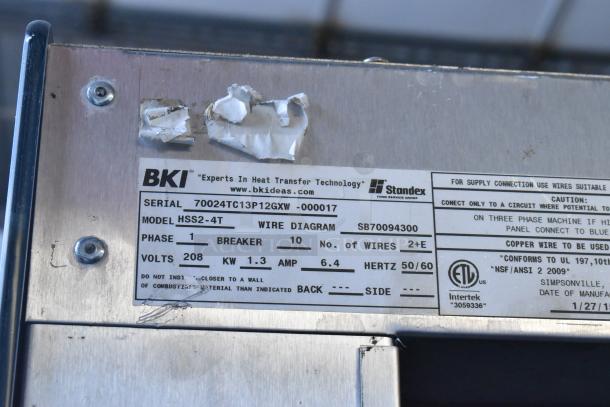 BKI "Experts In Heat Transfer Technology" Standex
www.bkideas.com FOOD SERVICE GROUP
SERIAL 70024TC13P12GXW -000017
MODEL HSS2-4T WIRE DIAGRAM SB70094300
PHASE 1 BREAKER 10 No. of WIRES 2+E
VOLTS 208 KW 1.3 AMP 6.4 HERTZ 50/60
DO NOT CLOSER TO A WALL
OF MATERIAL THAN INDICATED BACK --- SIDE ---
FOR SUPPLY CONNECTION USE WIRES SUITABLE
CAUTION:
CONECT ONLY TO A CIRCUIT WHERE POTENTIAL TO
ON THREE PHASE MACHINE IF H
PANEL CONNECT TO BLUE
COPPER WIRE TO BE USED
"CONFORMS TO UL 197,10th
"NSF/ANSI 2 2009"
ETL
Intertek
"3059336"
SIMPSONVILLE,
DATE OF MANUFA
1/27/1